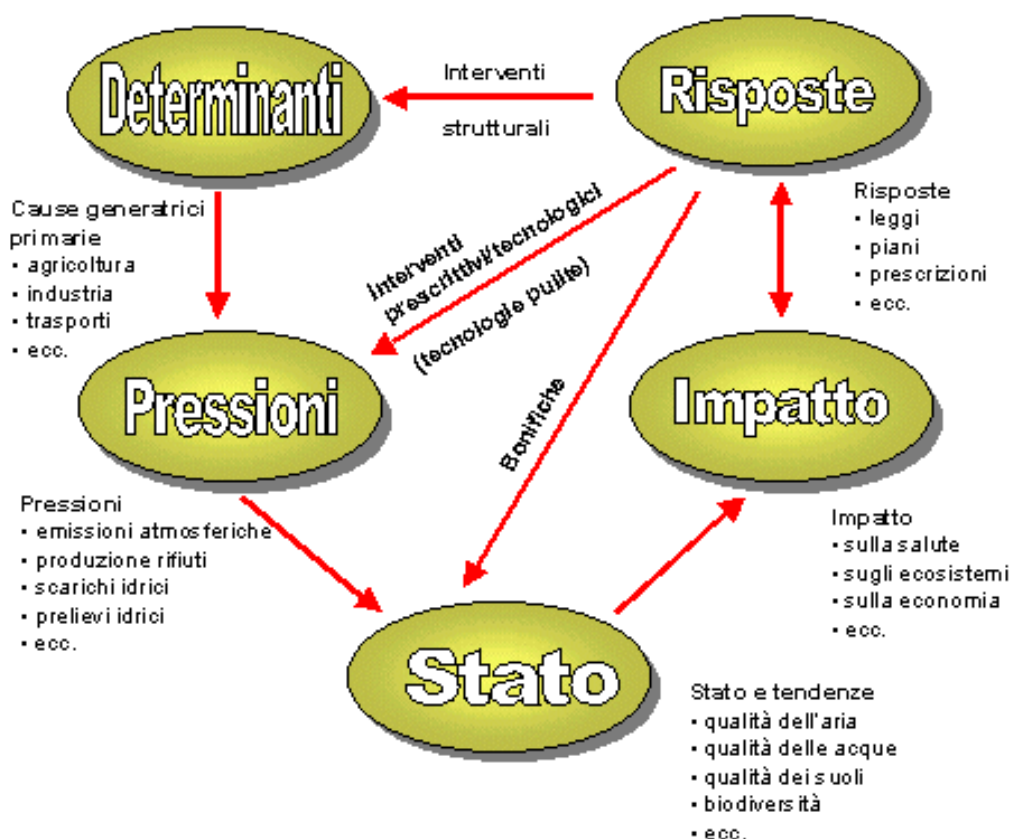 Determinanti
Interventi
strutturali
Risposte
Cause generatrici
primarie
• agricoltura
• industria
• trasporti
• ecc.
Interventi
prescrittivi/tecnologici
(tecnologie pulite)
Bonifiche
Risposte
• leggi
• piani
• prescrizioni
• ecc.
Pressioni
Impatto
Pressioni
• emissioni atmosferiche
• produzione rifiuti
• scarichi idrici
• prelievi idrici
• ecc.
Impatto
• sulla salute
• sugli ecosistemi
• sulla economia
• ecc.
Stato
Stato e tendenze
• qualità dell'aria
• qualità delle acque
• qualità dei suoli
• biodiversità
• ecc.